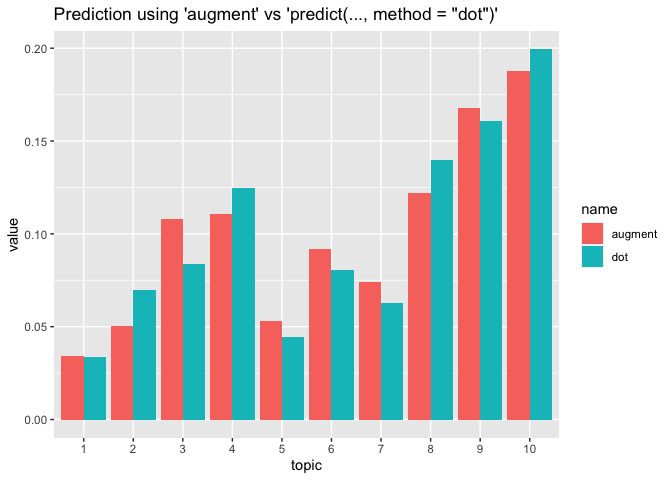 Prediction using 'augment' vs 'predict(..., method = "dot")'
0.20
0.15
0.10
0.05
0.00
value
1 2 3 4 5 6 7 8 9 10
topic
name
augment
dot